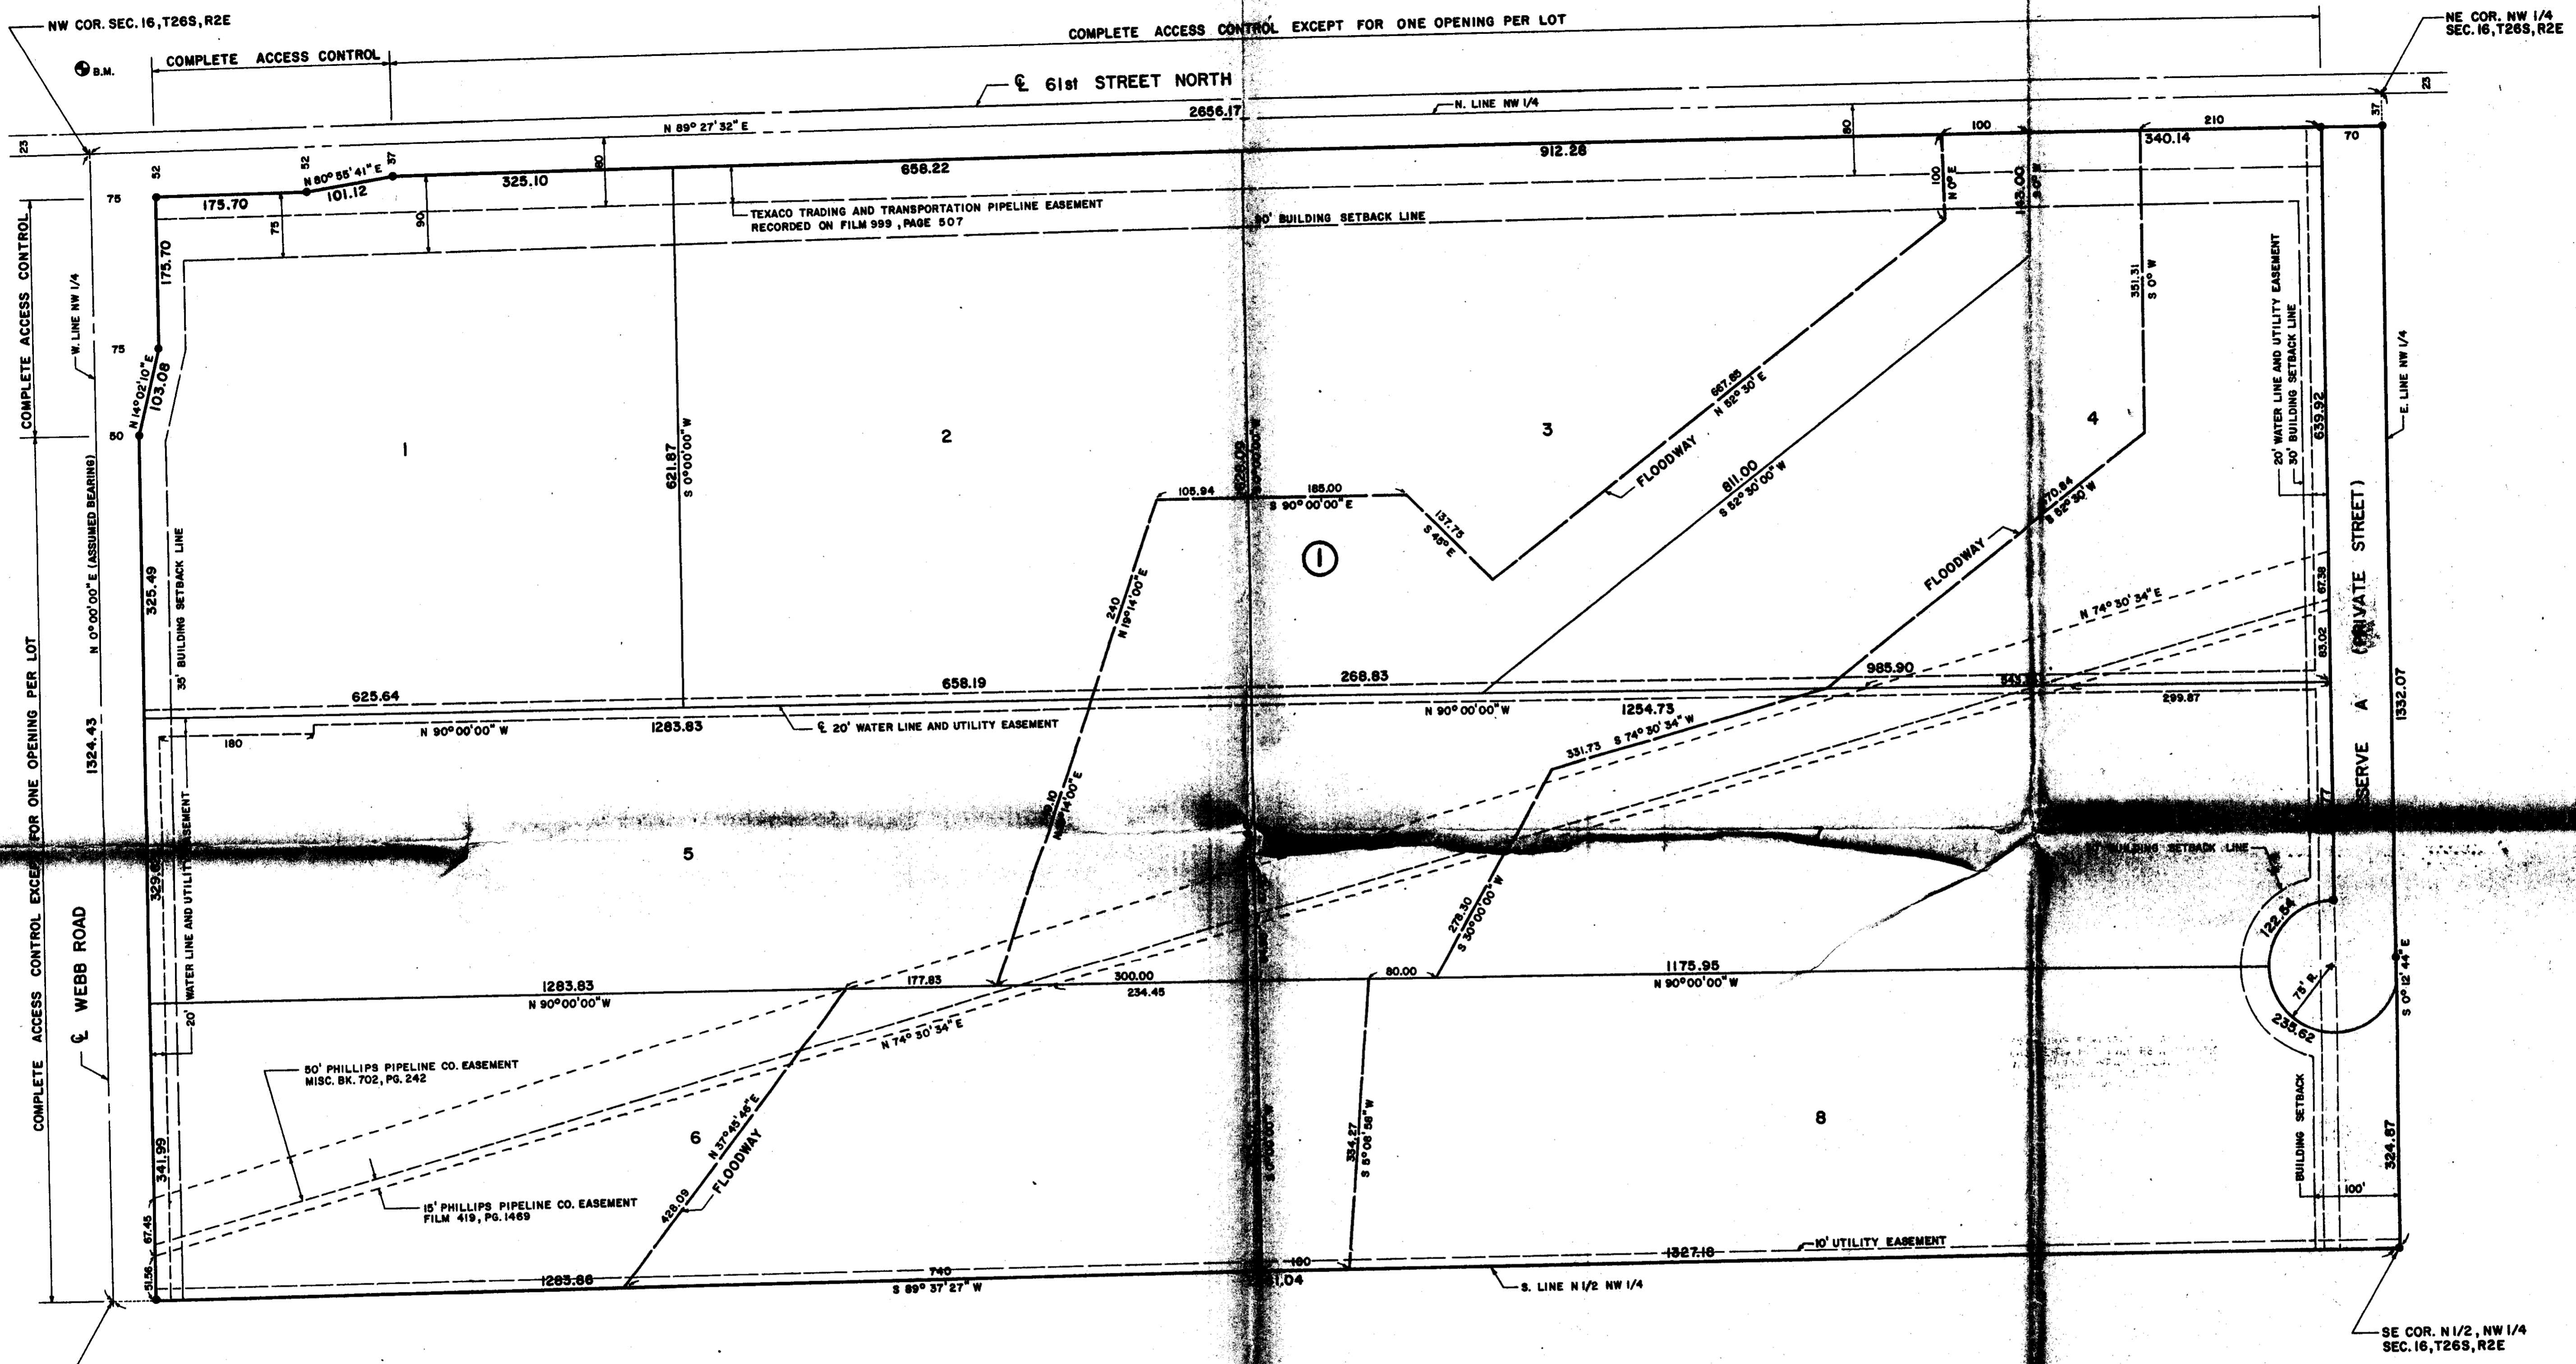 NW COR. SEC. 16, T26S, R2E
COMPLETE ACCESS CONTROL EXCEPT FOR ONE OPENING PER LOT
NE COR. NW 1/4
SEC. 16, T26S, R2E
B.M.
COMPLETE ACCESS CONTROL
℄ 61st STREET NORTH
2656.17
N. LINE NW 1/4
N 89° 27' 32" E
23
23
37
52
52
37
80
80
100
210
340.14
70
75
175.70
N 80° 55' 41" E
101.12
325.10
658.22
912.28
75
90
TEXACO TRADING AND TRANSPORTATION PIPELINE EASEMENT
RECORDED ON FILM 999, PAGE 507
BUILDING SETBACK LINE
100
N 0° E
143.00
COMPLETE ACCESS CONTROL
W. LINE NW 1/4
175.70
75
N 14° 02' 10" E
103.08
50
351.31
S 0° W
20' WATER LINE AND UTILITY EASEMENT
30' BUILDING SETBACK LINE
639.92
E. LINE NW 1/4
1
2
3
4
621.87
S 0° 00' 00" W
667.85
N 52° 30' E
FLOODWAY
811.00
S 52° 30' 00" W
105.94
185.00
S 90° 00' 00" E
137.75
S 45° E
S 52° 30' W
FLOODWAY
1
N 0° 00' 00" E (ASSUMED BEARING)
325.49
35' BUILDING SETBACK LINE
240
N 19° 14' 00" E
N 74° 30' 34" E
67.38
83.02
RESERVE A (PRIVATE STREET)
625.64
658.19
268.83
985.90
299.87
180
N 90° 00' 00" W
1283.83
℄ 20' WATER LINE AND UTILITY EASEMENT
N 90° 00' 00" W
1254.73
331.73 S 74° 30' 34" W
1332.07
1324.43
COMPLETE ACCESS CONTROL EXCEPT FOR ONE OPENING PER LOT
20' WATER LINE AND UTILITY EASEMENT
5
BUILDING SETBACK LINE
122.54
℄ WEBB ROAD
278.30
S 30° 00' 00" W
1283.83
N 90° 00' 00" W
177.83
300.00
234.45
80.00
1175.95
N 90° 00' 00" W
75' R.
235.62
S 0° 12' 44" E
N 74° 30' 34" E
50' PHILLIPS PIPELINE CO. EASEMENT
MISC. BK. 702, PG. 242
6
N 37° 45' 46" E
FLOODWAY
428.09
334.27
8
BUILDING SETBACK
341.99
15' PHILLIPS PIPELINE CO. EASEMENT
FILM 419, PG. 1469
324.87
100'
67.45
51.56
1283.86
740
S 89° 37' 27" W
1327.18
10' UTILITY EASEMENT
S. LINE N 1/2 NW 1/4
SE COR. N 1/2, NW 1/4
SEC. 16, T26S, R2E